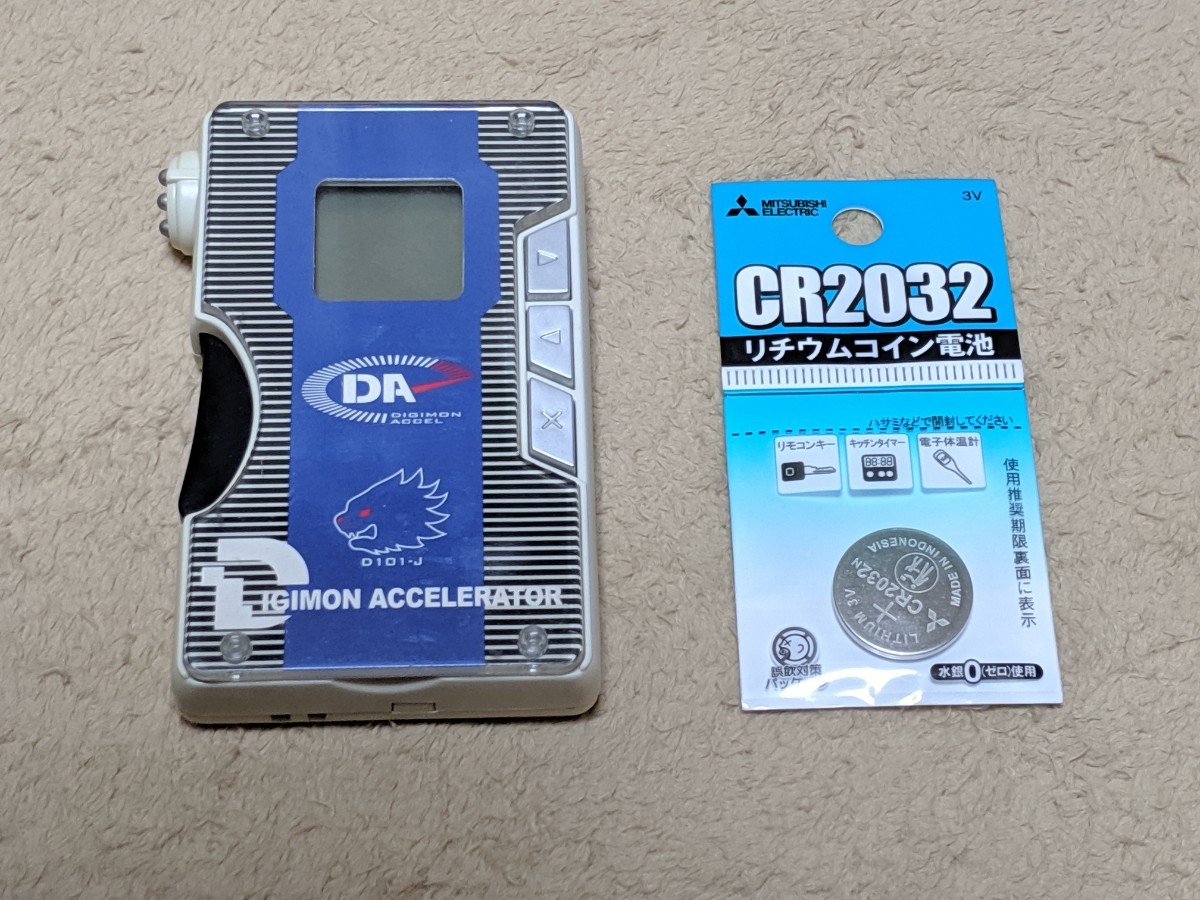 DA
DIGIMON
ACCEL
D101-J
DIGIMON ACCELERATOR
MITSUBISHI
ELECTRIC
3V
CR2032
リチウムコイン電池
ハサミなどで開封してください
リモコンキー
キッチンタイマー
電子体温計
88:88
使用推奨期限裏面に表示
MADE IN INDONESIA
CR2032N
LITHIUM 3V
+
誤飲対策
パッケージ
水銀0(ゼロ)使用